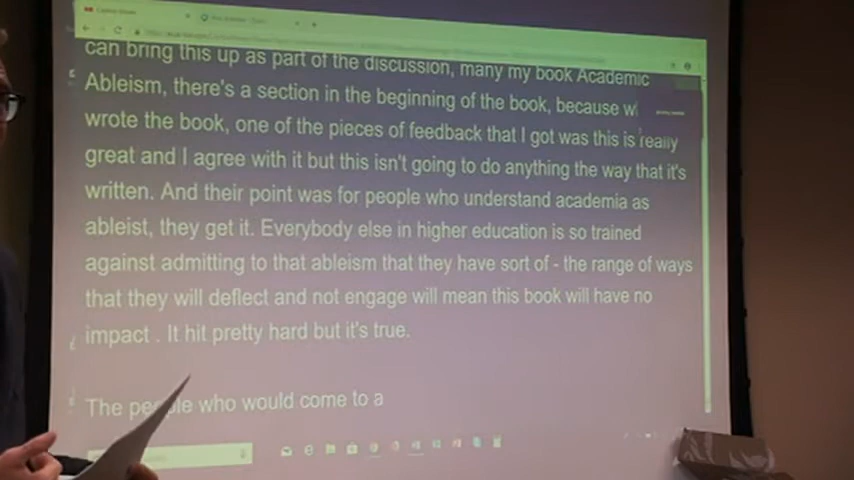 can bring this up as part of the discussion, many my book Academic
Ableism, there's a section in the beginning of the book, because
wrote the book, one of the pieces of feedback that I got was this is really
great and I agree with it but this isn't going to do anything the way that it's
written. And their point was for people who understand academia as
ableist, they get it. Everybody else in higher education is so trained
against admitting to that ableism that they have sort of - the range of ways
that they will deflect and not engage will mean this book will have no
impact . It hit pretty hard but it's true.
The people who would come to a